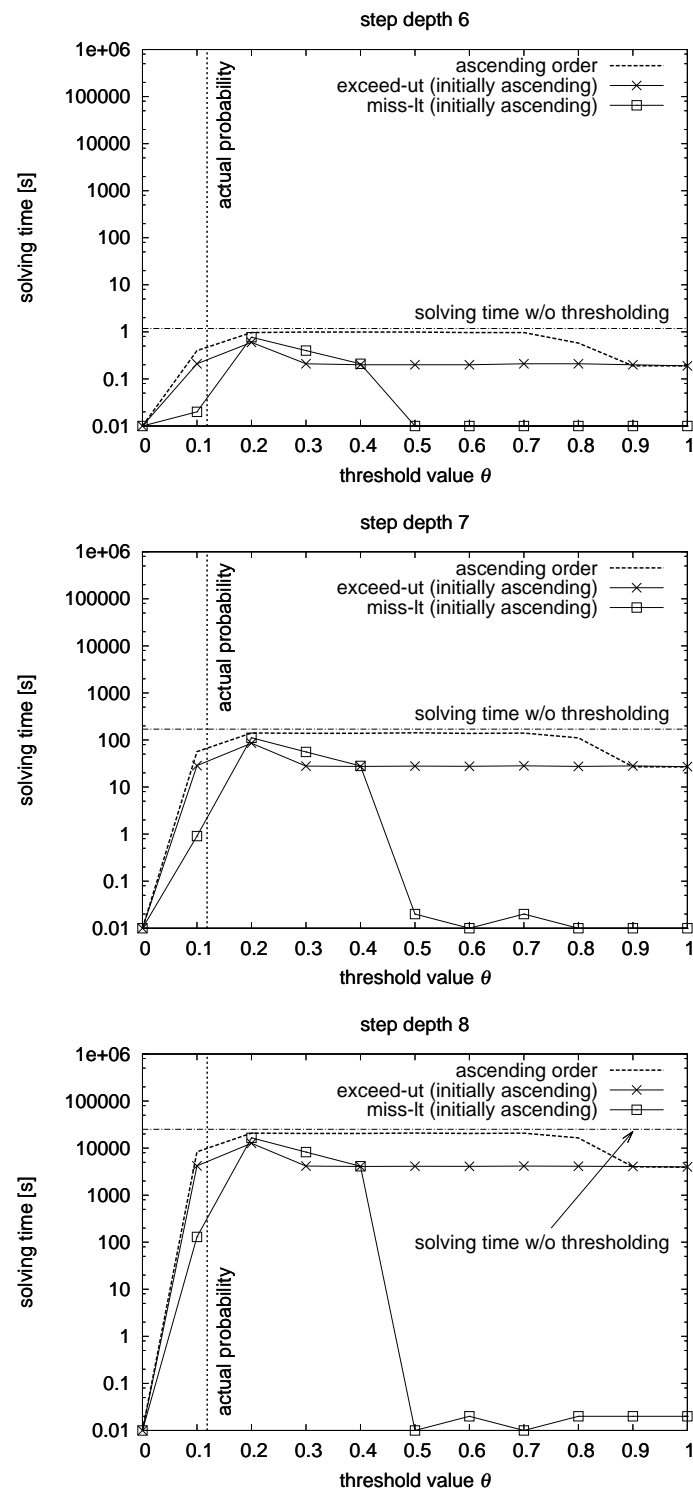 step depth 6
1e+06
100000
10000
1000
100
10
1
0.1
0.01
solving time [s]
ascending order
exceed-ut (initially ascending)
miss-lt (initially ascending)
actual probability
solving time w/o thresholding
0 0.1 0.2 0.3 0.4 0.5 0.6 0.7 0.8 0.9 1
threshold value θ
step depth 7
1e+06
100000
10000
1000
100
10
1
0.1
0.01
solving time [s]
ascending order
exceed-ut (initially ascending)
miss-lt (initially ascending)
actual probability
solving time w/o thresholding
0 0.1 0.2 0.3 0.4 0.5 0.6 0.7 0.8 0.9 1
threshold value θ
step depth 8
1e+06
100000
10000
1000
100
10
1
0.1
0.01
solving time [s]
ascending order
exceed-ut (initially ascending)
miss-lt (initially ascending)
solving time w/o thresholding
actual probability
0 0.1 0.2 0.3 0.4 0.5 0.6 0.7 0.8 0.9 1
threshold value θ